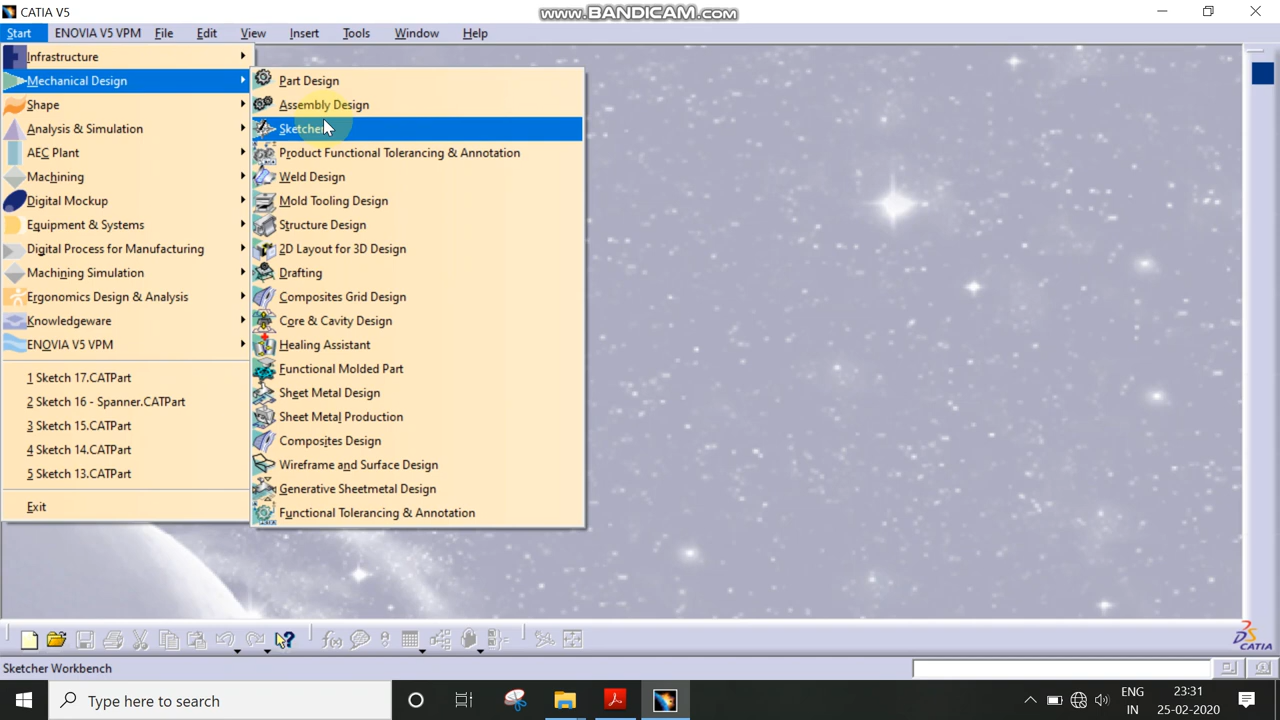 CATIA V5
www.BANDICAM.com
Start ENOVIA V5 VPM File Edit View Insert Tools Window Help
Infrastructure
Mechanical Design
Shape
Analysis & Simulation
AEC Plant
Machining
Digital Mockup
Equipment & Systems
Digital Process for Manufacturing
Machining Simulation
Ergonomics Design & Analysis
Knowledgeware
ENOVIA V5 VPM
1 Sketch 17.CATPart
2 Sketch 16 - Spanner.CATPart
3 Sketch 15.CATPart
4 Sketch 14.CATPart
5 Sketch 13.CATPart
Exit
Part Design
Assembly Design
Sketcher
Product Functional Tolerancing & Annotation
Weld Design
Mold Tooling Design
Structure Design
2D Layout for 3D Design
Drafting
Composites Grid Design
Core & Cavity Design
Healing Assistant
Functional Molded Part
Sheet Metal Design
Sheet Metal Production
Composites Design
Wireframe and Surface Design
Generative Sheetmetal Design
Functional Tolerancing & Annotation
f(x)
CATIA
Sketcher Workbench
Type here to search
ENG
IN
23:31
25-02-2020